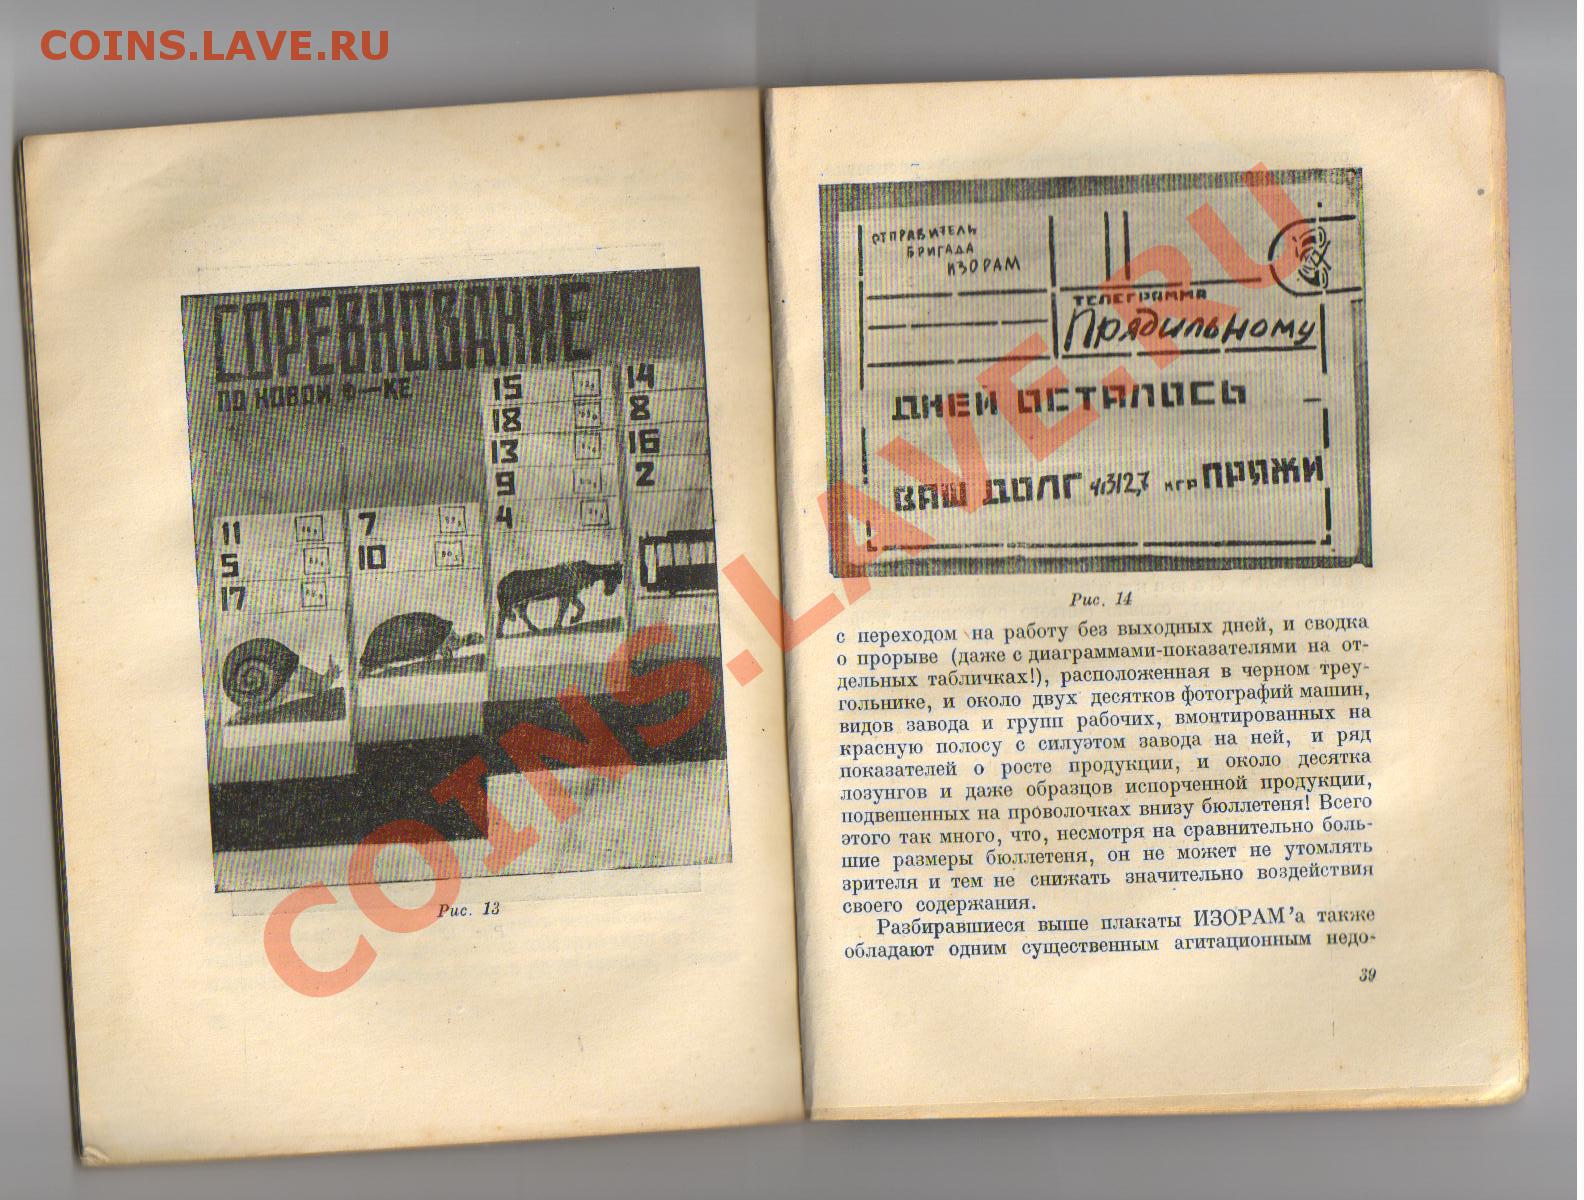 COINS.LAVE.RU
СОРЕВНОВАНИЕ
ПО НОВОЙ Ф-КЕ
15
18
13
9
4
14
8
16
2
11
5
17
7
10
Рис. 13
ОТПРАВИТЕЛЬ
БРИГАДА
ИЗОРАМ
ТЕЛЕГРАММА
Прядильному
ДНЕЙ ОСТАЛОСЬ
ВАШ ДОЛГ 4312,7 кгр ПРЯЖИ
Рис. 14
с переходом на работу без выходных дней, и сводка
о прорыве (даже с диаграммами-показателями на от-
дельных табличках!), расположенная в черном треу-
гольнике, и около двух десятков фотографий машин,
видов завода и групп рабочих, вмонтированных на
красную полосу с силуэтом завода на ней, и ряд
показателей о росте продукции, и около десятка
лозунгов и даже образцов испорченной продукции,
подвешенных на проволочках внизу бюллетеня! Всего
этого так много, что, несмотря на сравнительно боль-
шие размеры бюллетеня, он не может не утомлять
зрителя и тем не снижать значительно воздействия
своего содержания.
Разбиравшиеся выше плакаты ИЗОРАМ'а также
обладают одним существенным агитационным недо-
39
COINS.LAVE.RU